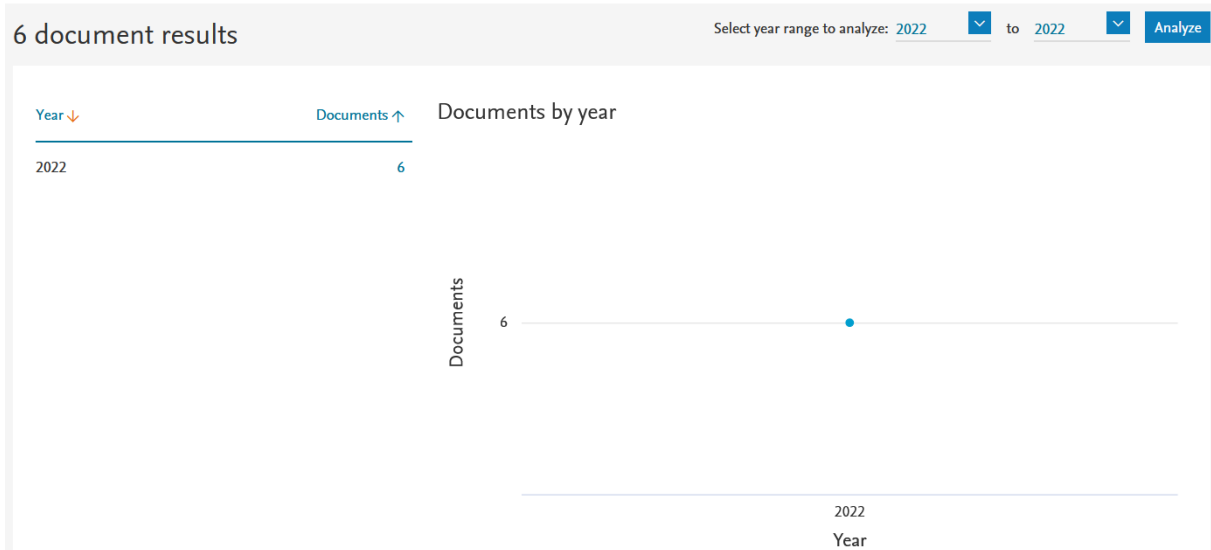 6 document results
Select year range to analyze: 2022 to 2022 Analyze
Year Documents
2022 6
Documents by year
Documents
6
2022
Year